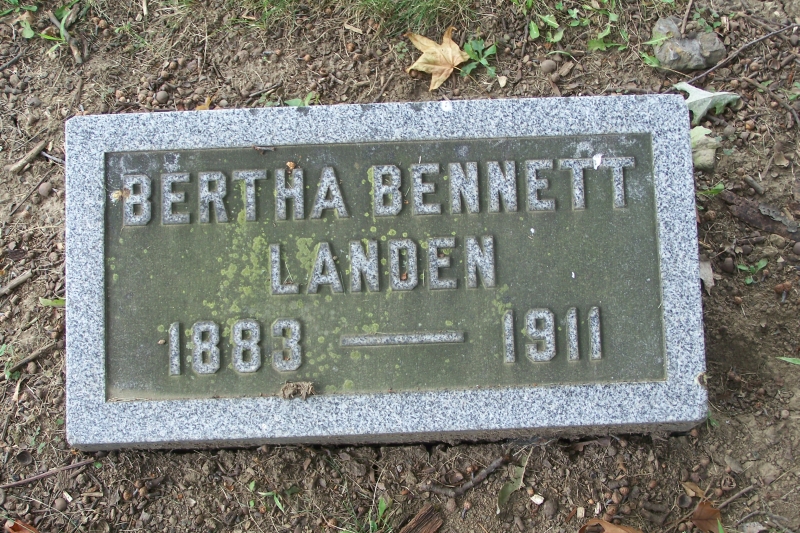 BERTHA BENNETT
LANDEN
1883 — 1911